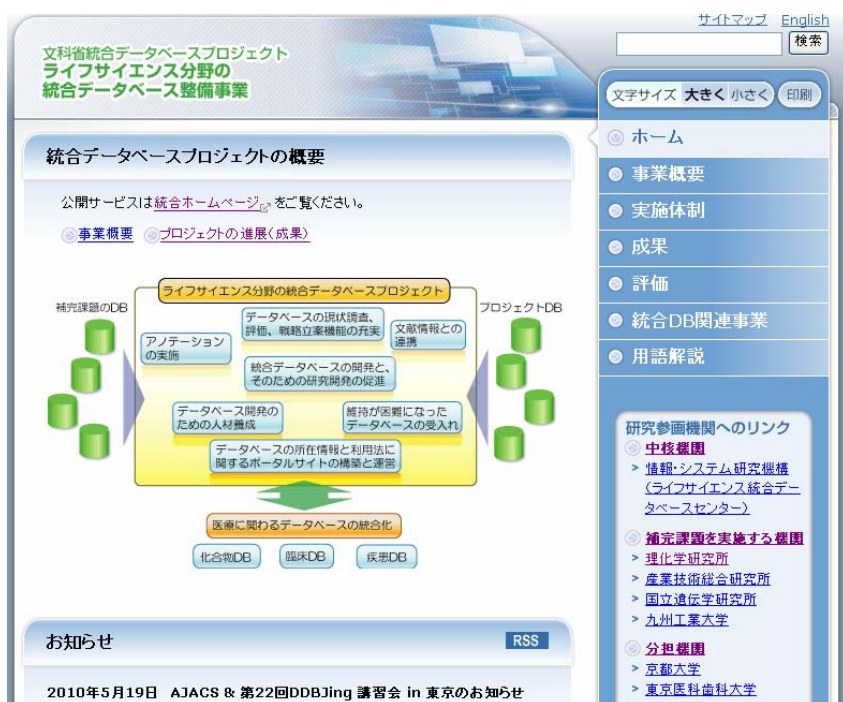 サイトマップ English
検索
文科省統合データベースプロジェクト
ライフサイエンス分野の
統合データベース整備事業
文字サイズ 大きく 小さく 印刷
ホーム
事業概要
実施体制
成果
評価
統合DB関連事業
用語解説
統合データベースプロジェクトの概要
公開サービスは統合ホームページをご覧ください。
事業概要 プロジェクトの進展(成果)
ライフサイエンス分野の統合データベースプロジェクト
補完課題のDB
プロジェクトDB
アノテーション
の実施
データベースの現状調査、
評価、戦略立案機能の充実
文献情報との
連携
統合データベースの開発と、
そのための研究開発の促進
データベース開発の
ための人材養成
維持が困難になった
データベースの受入れ
データベースの所在情報と利用法に
関するポータルサイトの構築と運営
医療に関わるデータベースの統合化
化合物DB 臨床DB 疾患DB
お知らせ RSS
2010年5月19日 AJACS & 第22回DDBJing 講習会 in 東京のお知らせ
研究参画機関へのリンク
中核機関
> 情報・システム研究機構
(ライフサイエンス統合デー
タベースセンター)
補完課題を実施する機関
> 理化学研究所
> 産業技術総合研究所
> 国立遺伝学研究所
> 九州工業大学
分担機関
> 京都大学
> 東京医科歯科大学